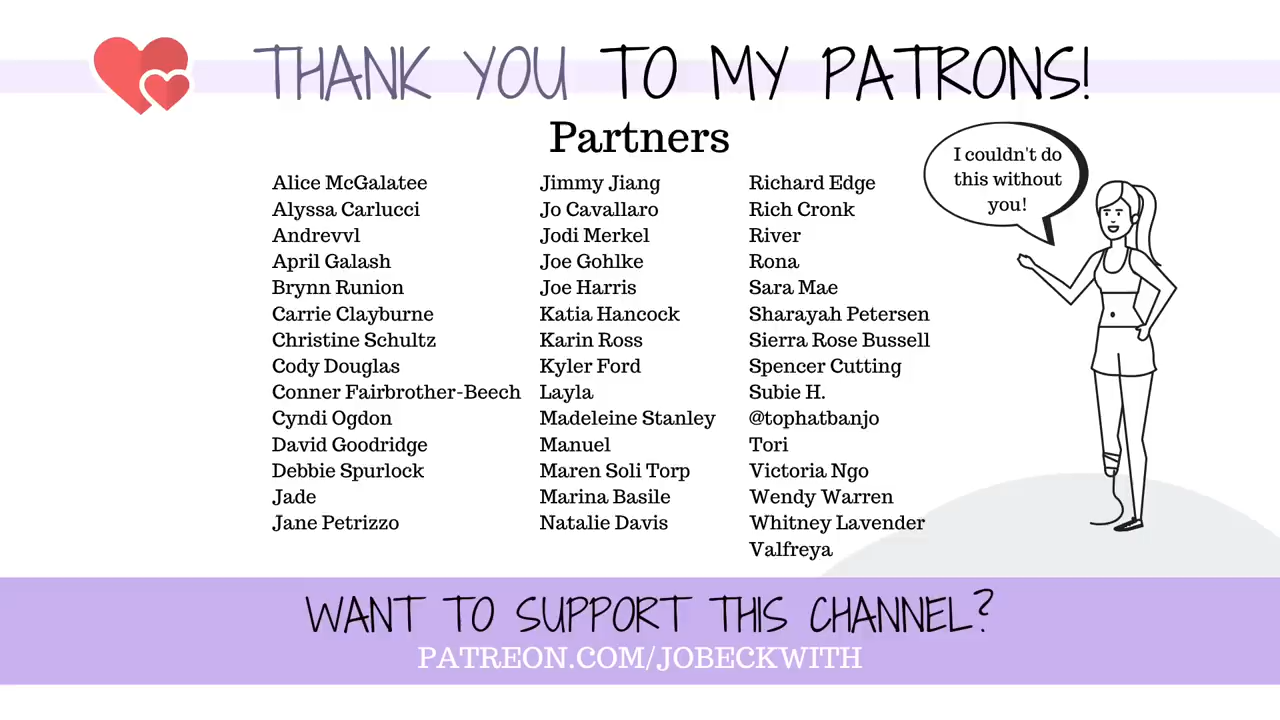 THANK YOU TO MY PATRONS!
Partners
I couldn't do
this without
you!
Alice McGalatee
Alyssa Carlucci
Andrevvl
April Galash
Brynn Runion
Carrie Clayburne
Christine Schultz
Cody Douglas
Conner Fairbrother-Beech
Cyndi Ogdon
David Goodridge
Debbie Spurlock
Jade
Jane Petrizzo
Jimmy Jiang
Jo Cavallaro
Jodi Merkel
Joe Gohlke
Joe Harris
Katia Hancock
Karin Ross
Kyler Ford
Layla
Madeleine Stanley
Manuel
Maren Soli Torp
Marina Basile
Natalie Davis
Richard Edge
Rich Cronk
River
Rona
Sara Mae
Sharayah Petersen
Sierra Rose Bussell
Spencer Cutting
Subie H.
@tophatbanjo
Tori
Victoria Ngo
Wendy Warren
Whitney Lavender
Valfreya
WANT TO SUPPORT THIS CHANNEL?
PATREON.COM/JOBECKWITH